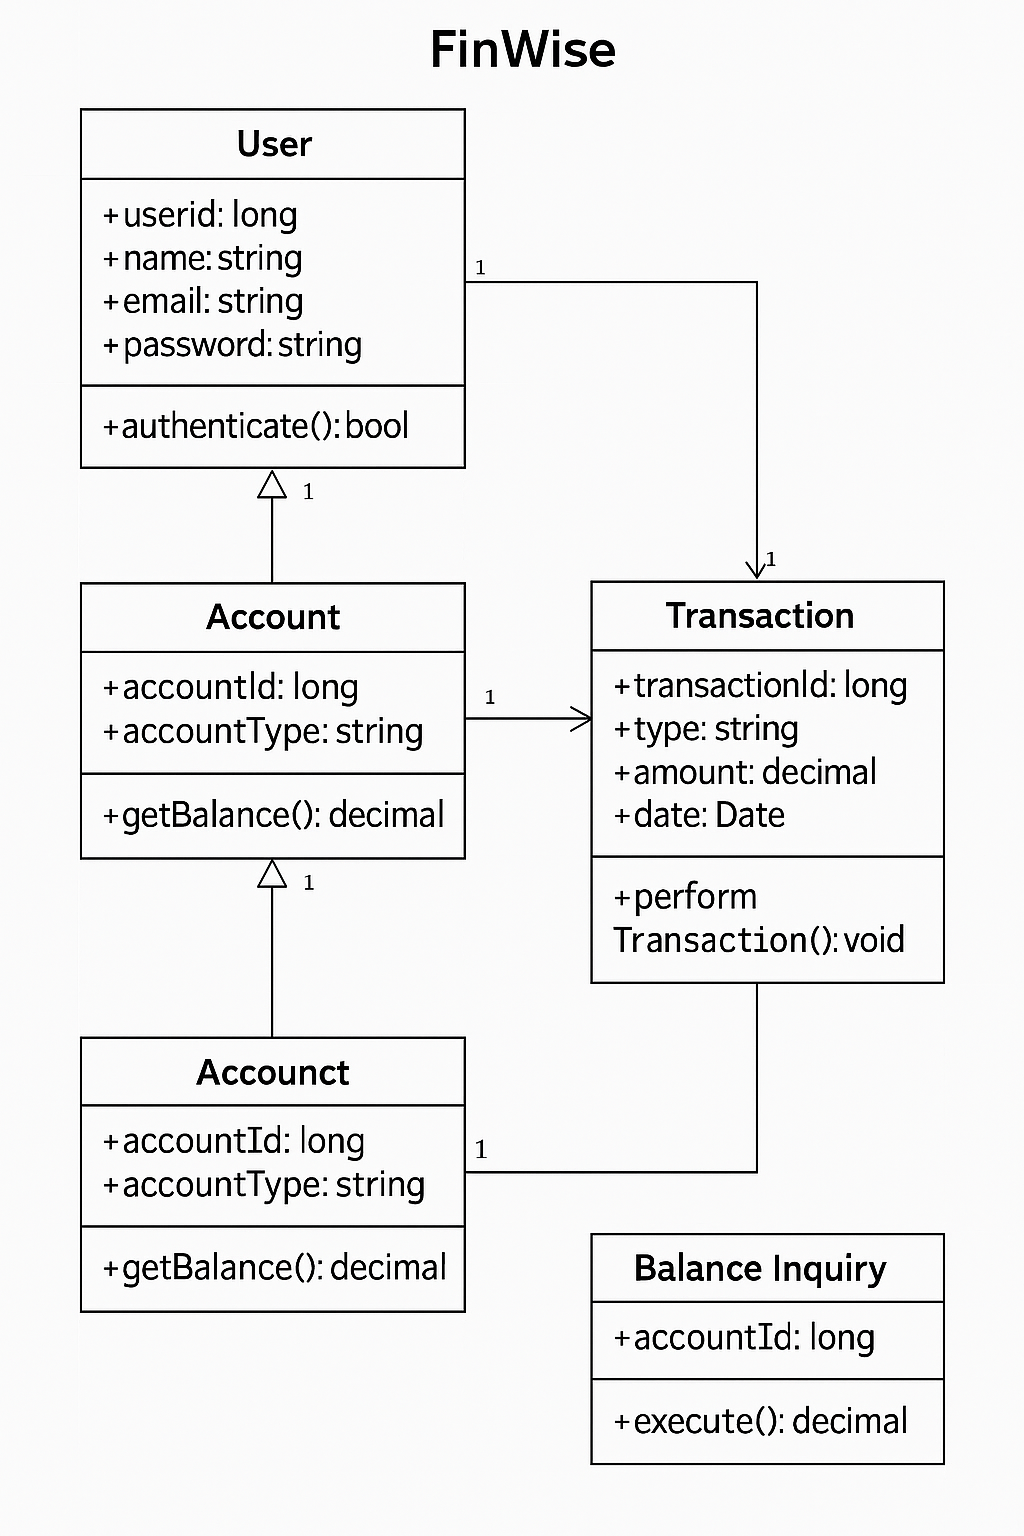 FinWise
User
+userid: long
+name: string
+email: string
+password: string
+authenticate(): bool
1
1
1
Account
+accountId: long
+accountType: string
+getBalance(): decimal
1
1
Transaction
+transactionId: long
+type: string
+amount: decimal
+date: Date
+perform
Transaction(): void
Accounct
+accountId: long
+accountType: string
+getBalance(): decimal
1
Balance Inquiry
+accountId: long
+execute(): decimal